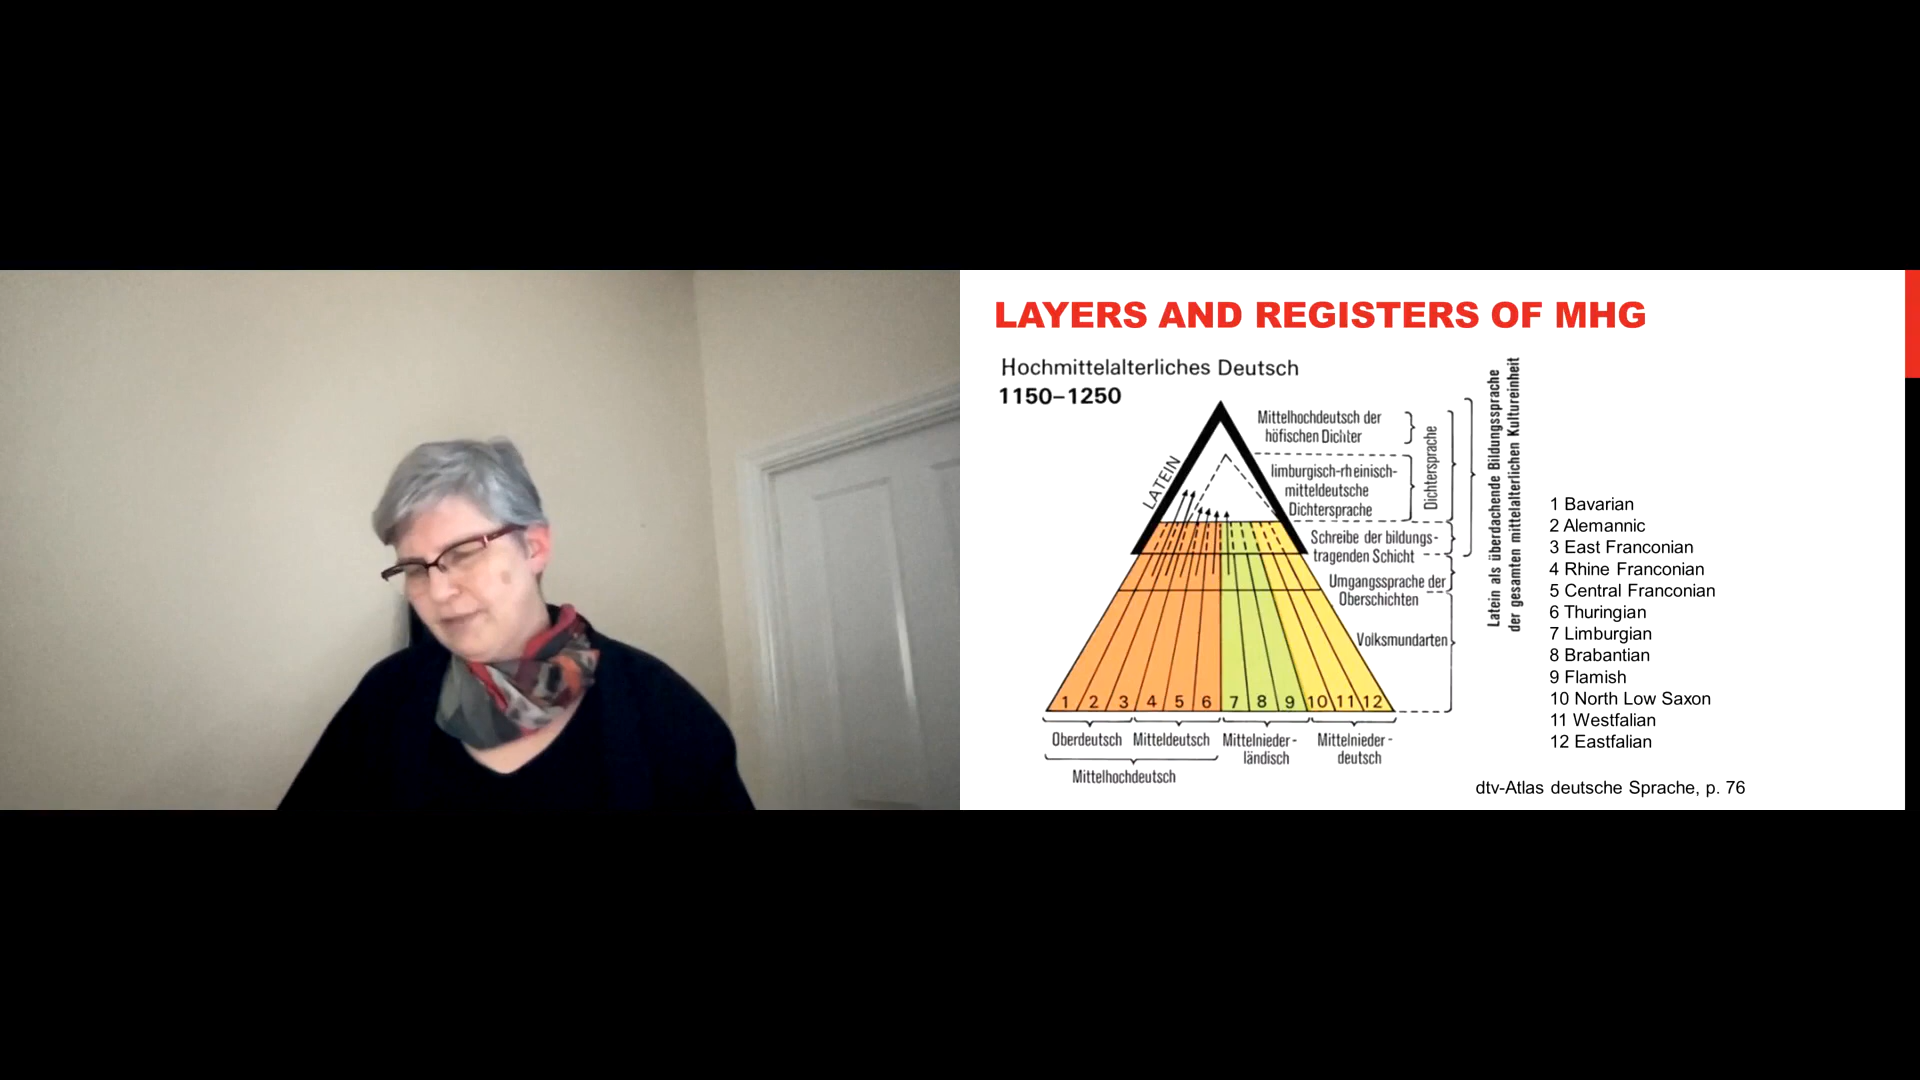 LAYERS AND REGISTERS OF MHG
Hochmittelalterliches Deutsch
1150–1250
LATEIN
Mittelhochdeutsch der
höfischen Dichter
limburgisch-rheinisch-
mitteldeutsche
Dichtersprache
Dichtersprache
Schreibe der bildungs-
tragenden Schicht
Umgangssprache der
Oberschichten
Volksmundarten
Latein als überdachende Bildungssprache
der gesamten mittelalterlichen Kultureinheit
1 2 3 4 5 6 7 8 9 10 11 12
Oberdeutsch Mitteldeutsch Mittelnieder-
ländisch
Mittelnieder-
deutsch
Mittelhochdeutsch
1 Bavarian
2 Alemannic
3 East Franconian
4 Rhine Franconian
5 Central Franconian
6 Thuringian
7 Limburgian
8 Brabantian
9 Flamish
10 North Low Saxon
11 Westfalian
12 Eastfalian
dtv-Atlas deutsche Sprache, p. 76